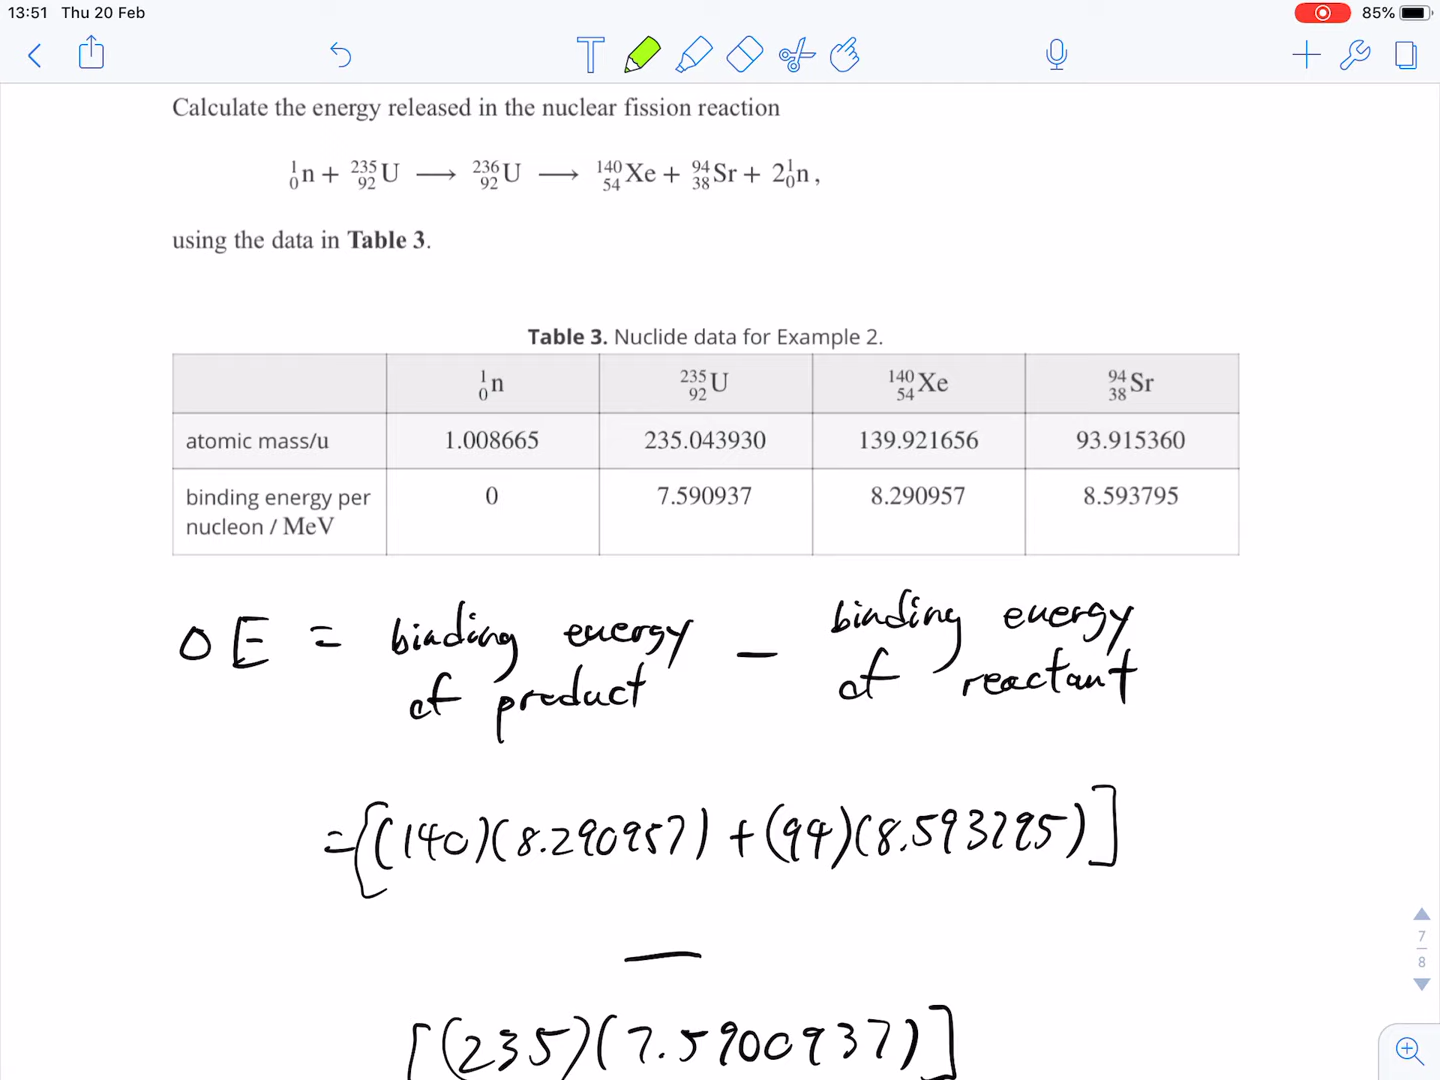 13:51 Thu 20 Feb 85%
T
Calculate the energy released in the nuclear fission reaction
¹₀n + ²³⁵₉₂U ⟶ ²³⁶₉₂U ⟶ ¹⁴⁰₅₄Xe + ⁹⁴₃₈Sr + 2¹₀n,
using the data in Table 3.
Table 3. Nuclide data for Example 2.
¹₀n ²³⁵₉₂U ¹⁴⁰₅₄Xe ⁹⁴₃₈Sr
atomic mass/u 1.008665 235.043930 139.921656 93.915360
binding energy per nucleon / MeV 0 7.590937 8.290957 8.593795
ΔE = binding energy of product − binding energy of reactant
= [(140)(8.290957) + (94)(8.593795)]
—
[(235)(7.5900937)]
7
8